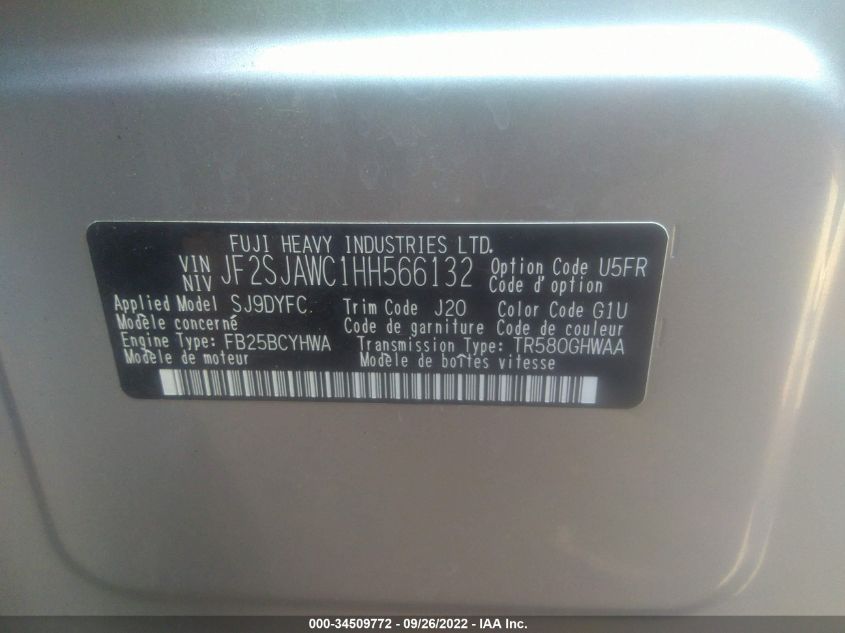 FUJI HEAVY INDUSTRIES LTD.
VIN
NIV JF2SJAWC1HH566132 Option Code U5FR
Code d'option
Applied Model SJ9DYFC Trim Code J20 Color Code G1U
Modèle concerné Code de garniture Code de couleur
Engine Type: FB25BCYHWA Transmission Type: TR580GHWAA
Modèle de moteur Modèle de boîtes vitesse
000-34509772 - 09/26/2022 - IAA Inc.